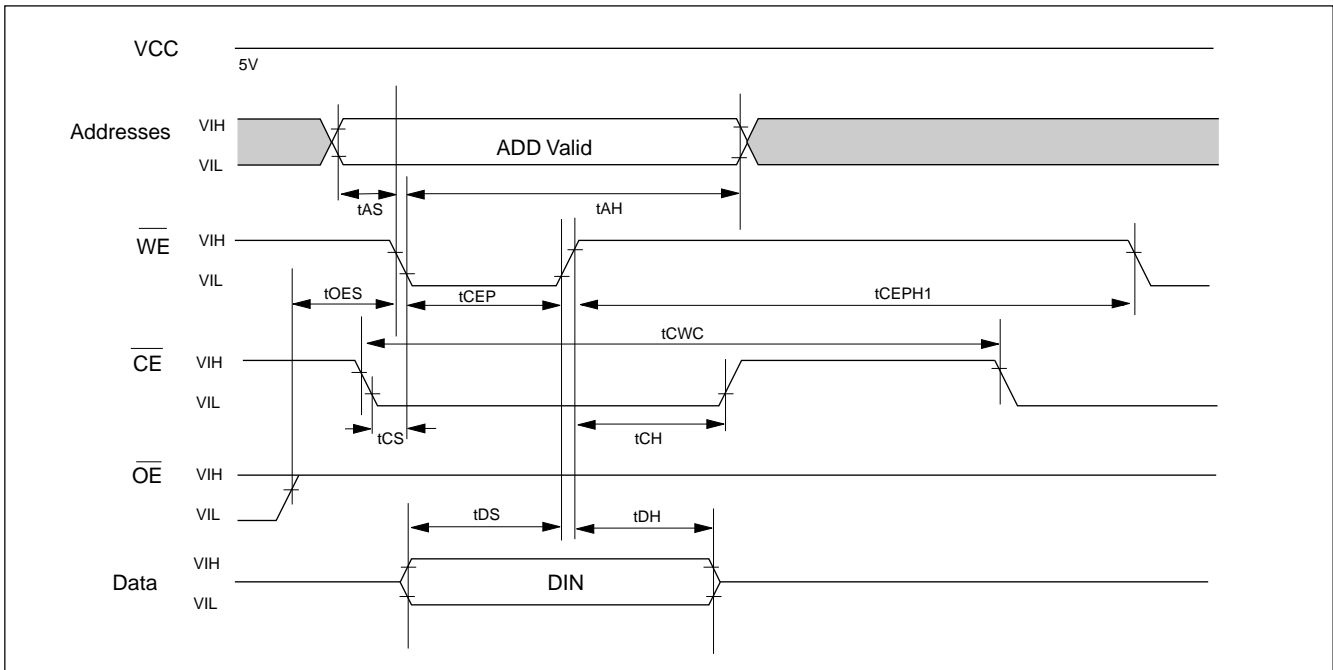 VCC
5V
Addresses
VIH
VIL
ADD Valid
tAS
tAH
WE
VIH
VIL
tOES
tCEP
tCEPH1
tCWC
CE
VIH
VIL
tCS
tCH
OE
VIH
VIL
tDS
tDH
Data
VIH
VIL
DIN